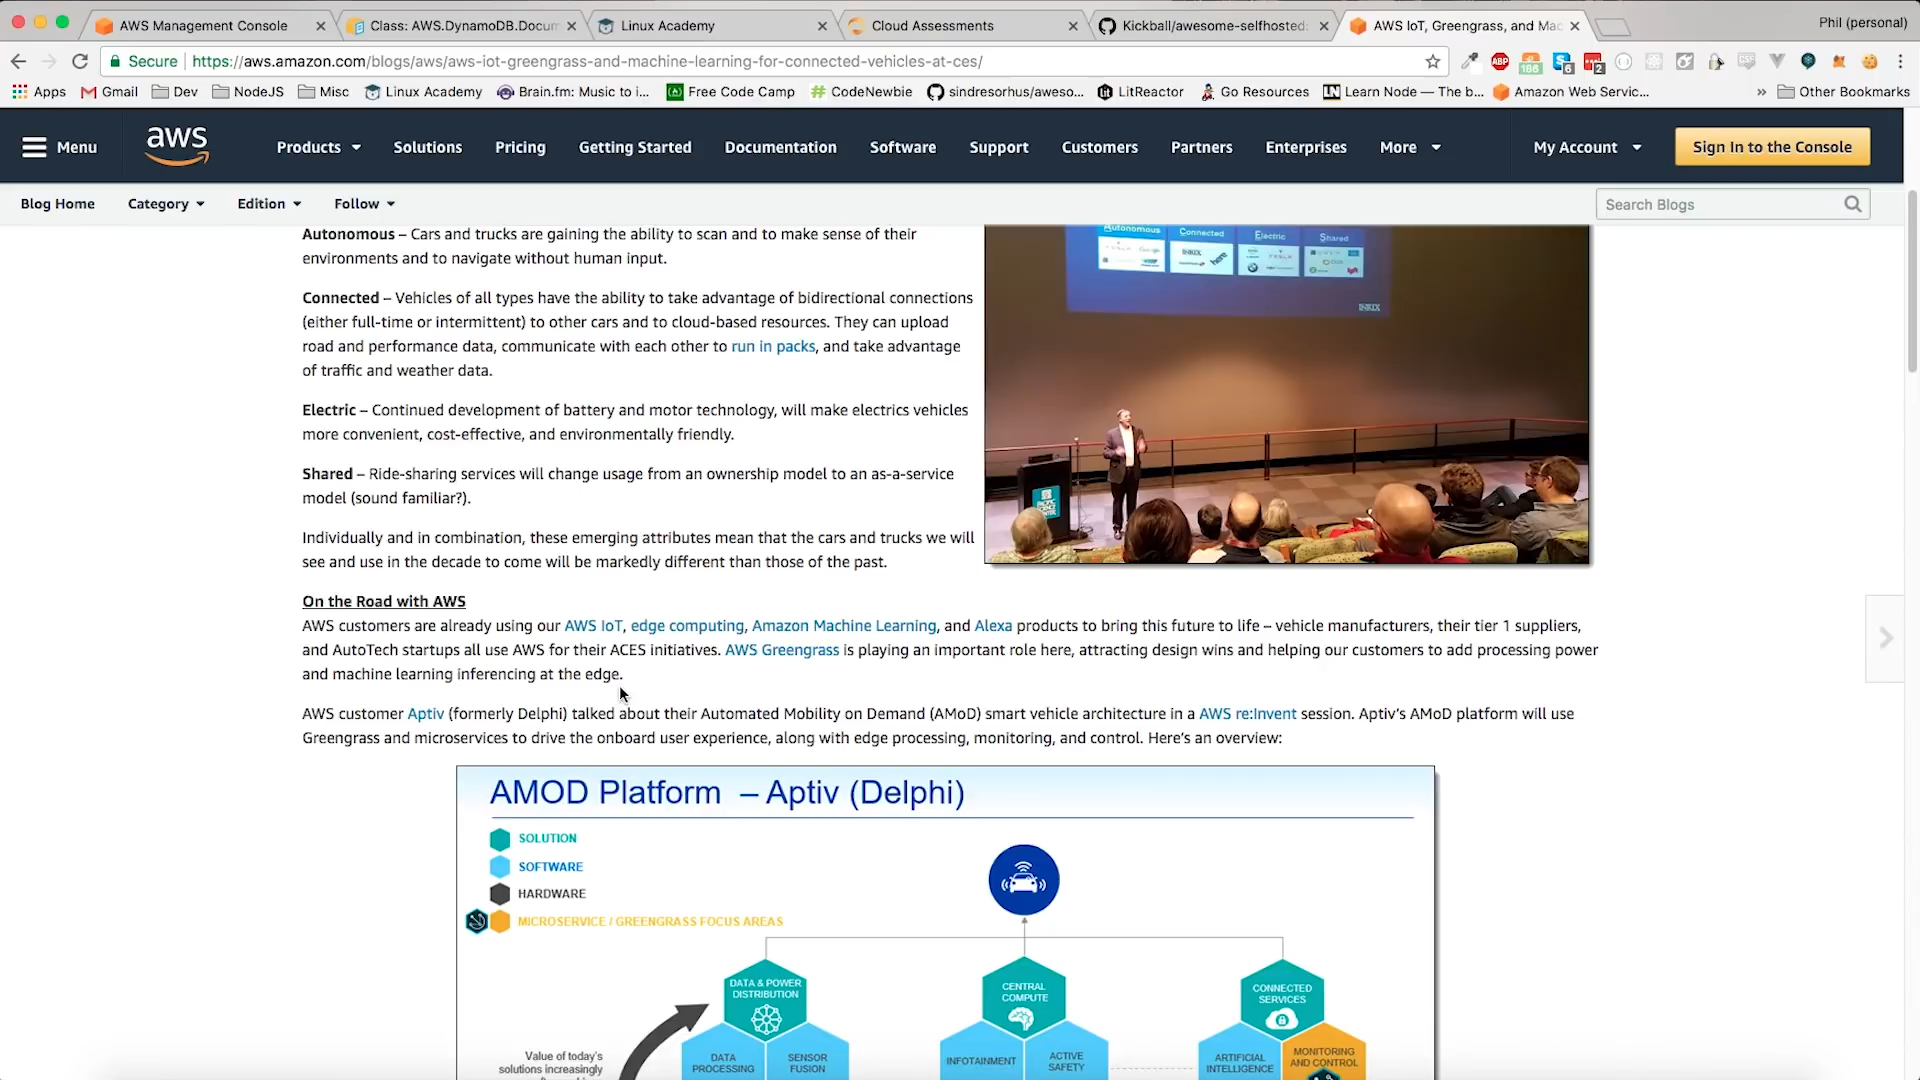 AWS Management Console
Class: AWS.DynamoDB.Docum
Linux Academy
Cloud Assessments
Kickball/awesome-selfhosted:
AWS IoT, Greengrass, and Mac
Phil (personal)
Secure
https://aws.amazon.com/blogs/aws/aws-iot-greengrass-and-machine-learning-for-connected-vehicles-at-ces/
ABP
186
6
2
Apps
Gmail
Dev
NodeJS
Misc
Linux Academy
Brain.fm: Music to i...
Free Code Camp
CodeNewbie
sindresorhus/aweso...
LitReactor
Go Resources
Learn Node — The b...
Amazon Web Servic...
» Other Bookmarks
Menu
aws
Products
Solutions
Pricing
Getting Started
Documentation
Software
Support
Customers
Partners
Enterprises
More
My Account
Sign In to the Console
Blog Home
Category
Edition
Follow
Search Blogs
Autonomous – Cars and trucks are gaining the ability to scan and to make sense of their
environments and to navigate without human input.
Connected – Vehicles of all types have the ability to take advantage of bidirectional connections
(either full-time or intermittent) to other cars and to cloud-based resources. They can upload
road and performance data, communicate with each other to run in packs, and take advantage
of traffic and weather data.
Electric – Continued development of battery and motor technology, will make electrics vehicles
more convenient, cost-effective, and environmentally friendly.
Shared – Ride-sharing services will change usage from an ownership model to an as-a-service
model (sound familiar?).
Individually and in combination, these emerging attributes mean that the cars and trucks we will
see and use in the decade to come will be markedly different than those of the past.
Autonomous
Connected
Electric
Shared
INRIX
here
INRIX
PACIFIC
SCIENCE
CENTER
On the Road with AWS
AWS customers are already using our AWS IoT, edge computing, Amazon Machine Learning, and Alexa products to bring this future to life – vehicle manufacturers, their tier 1 suppliers,
and AutoTech startups all use AWS for their ACES initiatives. AWS Greengrass is playing an important role here, attracting design wins and helping our customers to add processing power
and machine learning inferencing at the edge.
AWS customer Aptiv (formerly Delphi) talked about their Automated Mobility on Demand (AMoD) smart vehicle architecture in a AWS re:Invent session. Aptiv's AMoD platform will use
Greengrass and microservices to drive the onboard user experience, along with edge processing, monitoring, and control. Here's an overview:
AMOD Platform – Aptiv (Delphi)
SOLUTION
SOFTWARE
HARDWARE
MICROSERVICE / GREENGRASS FOCUS AREAS
DATA & POWER
DISTRIBUTION
CENTRAL
COMPUTE
CONNECTED
SERVICES
Value of today's
solutions increasingly
DATA
PROCESSING
SENSOR
FUSION
INFOTAINMENT
ACTIVE
SAFETY
ARTIFICIAL
INTELLIGENCE
MONITORING
AND CONTROL